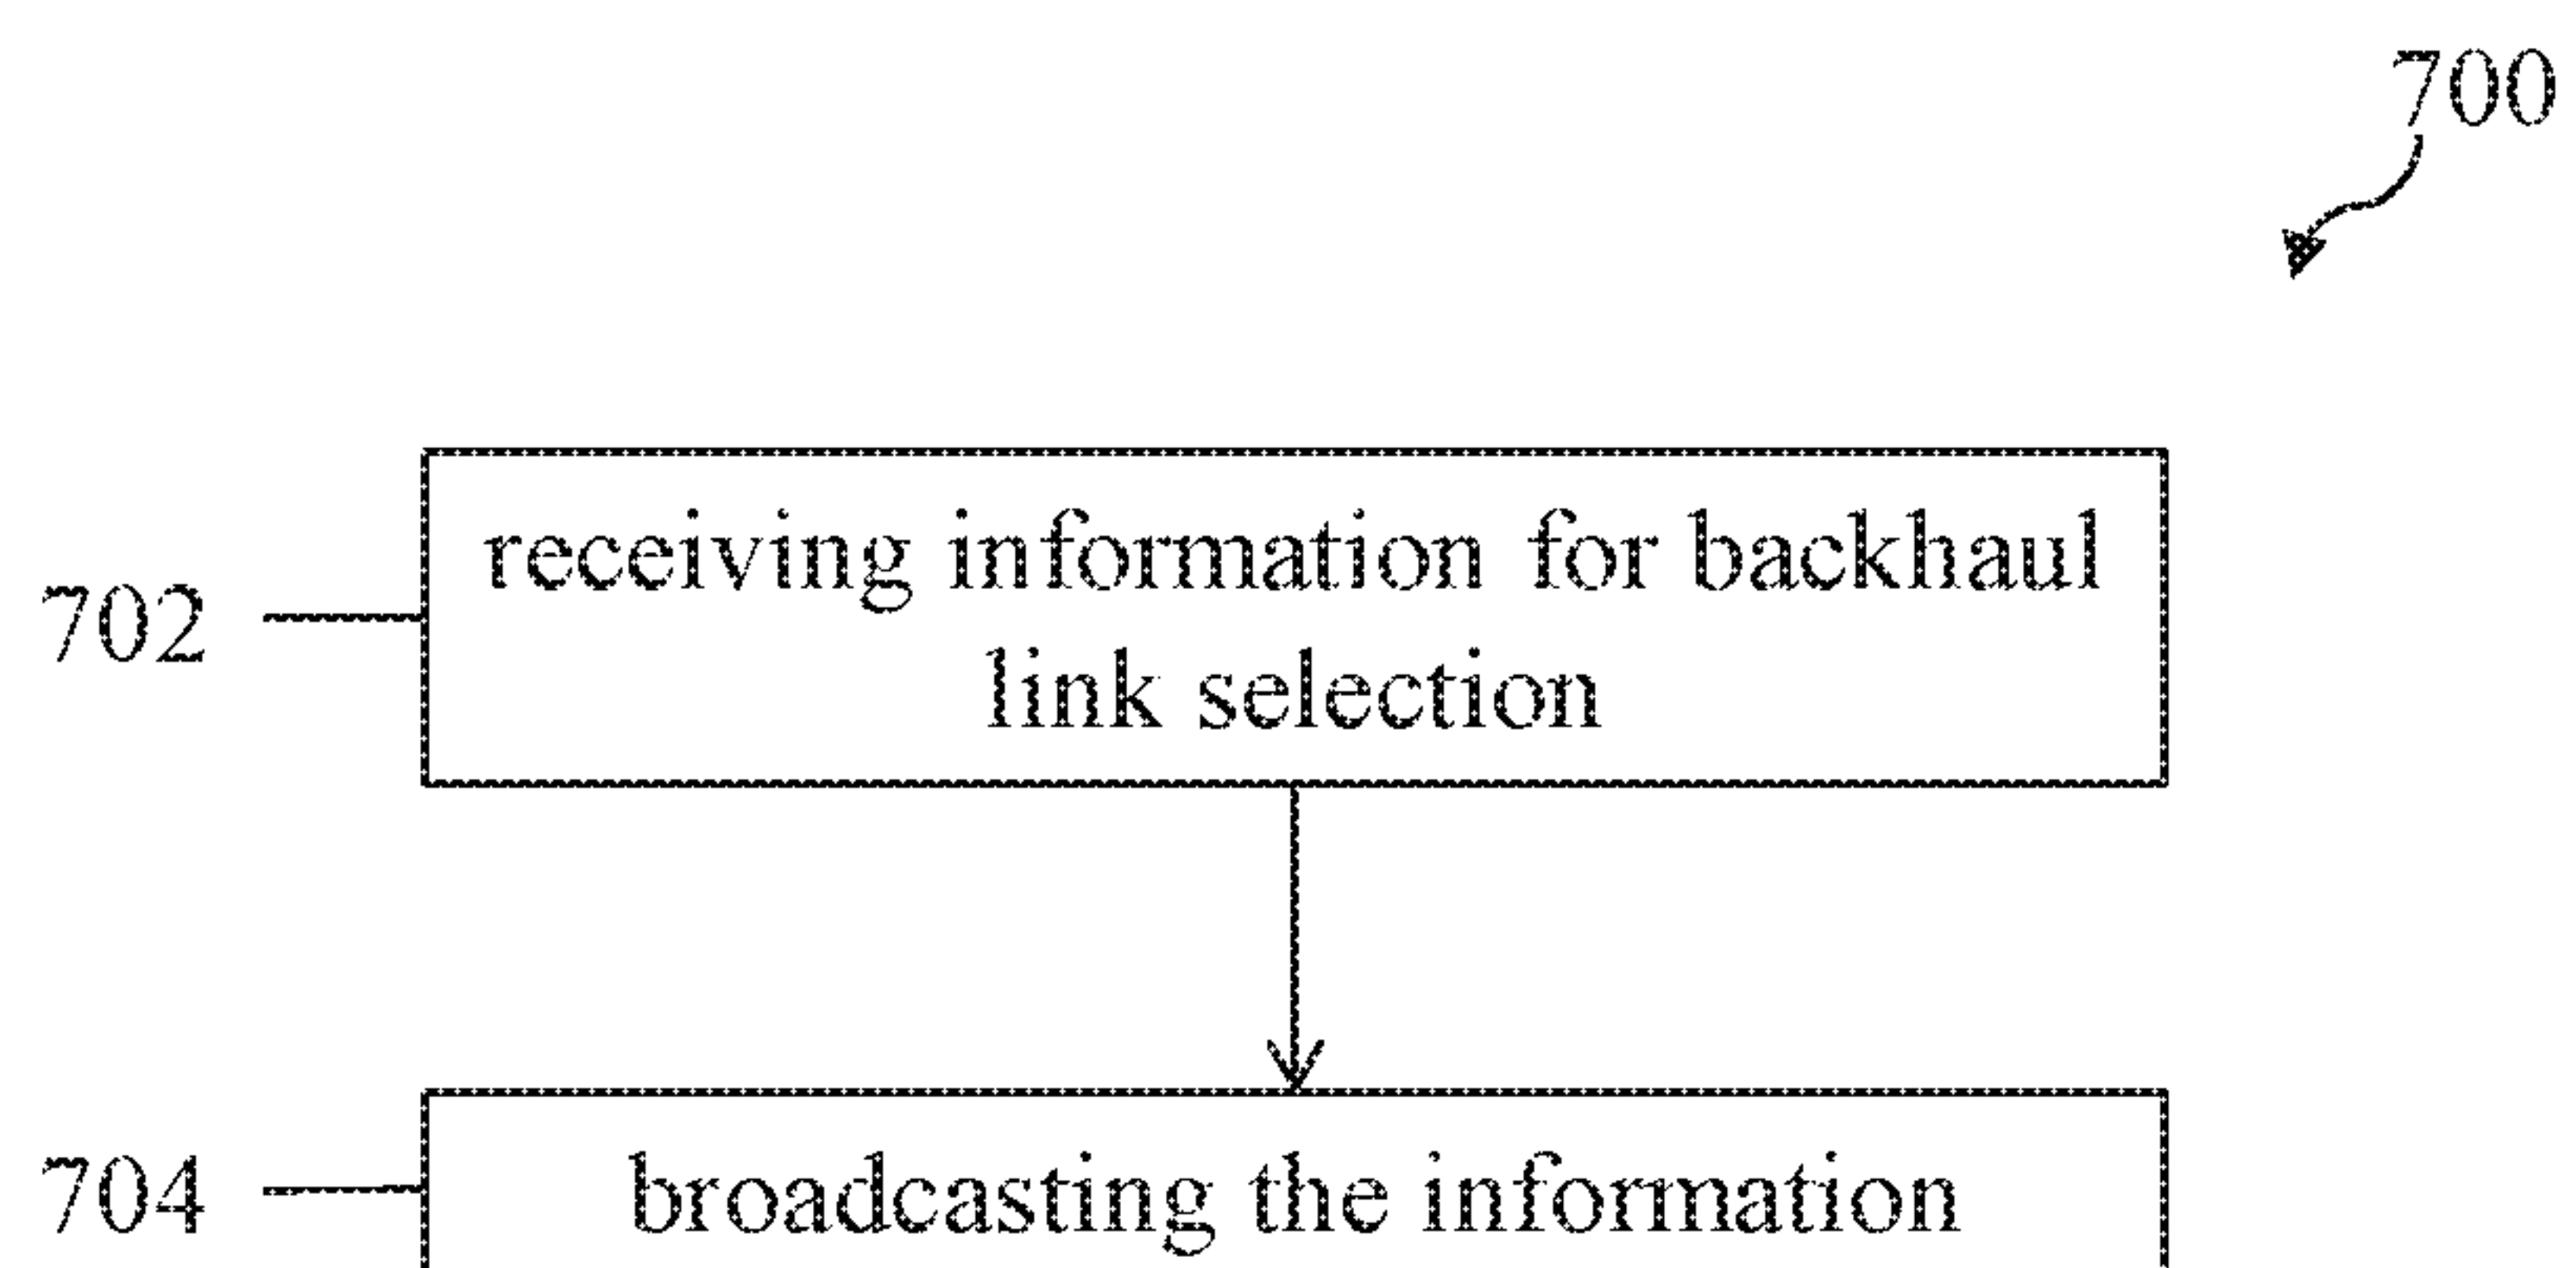 700
receiving information for backhaul
702
link selection
704
broadcasting the information